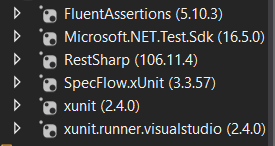 FluentAssertions (5.10.3)
Microsoft.NET.Test.Sdk (16.5.0)
RestSharp (106.11.4)
SpecFlow.xUnit (3.3.57)
xunit (2.4.0)
xunit.runner.visualstudio (2.4.0)